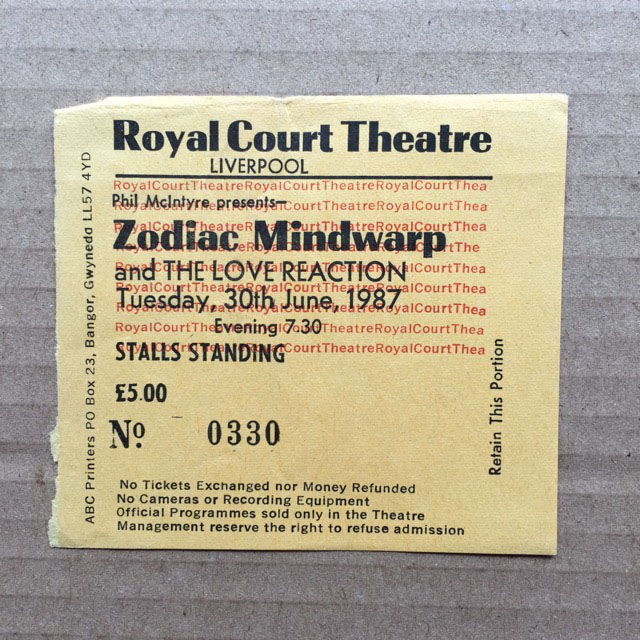 Royal Court Theatre
LIVERPOOL
RoyalCourtTheatreRoyalCourtTheatreRoyalCourtThea
RoyalCourtTheatreRoyalCourtTheatreRoyalCourtThea
Phil McIntyre presents–
Zodiac Mindwarp
and THE LOVE REACTION
Tuesday, 30th June, 1987
Evening 7.30
RoyalCourtTheatreRoyalCourtTheatreRoyalCourtThea
STALLS STANDING
£5.00
No 0330
No Tickets Exchanged nor Money Refunded
No Cameras or Recording Equipment
Official Programmes sold only in the Theatre
Management reserve the right to refuse admission
ABC Printers PO Box 23, Bangor, Gwynedd LL57 4YD
Retain This Portion